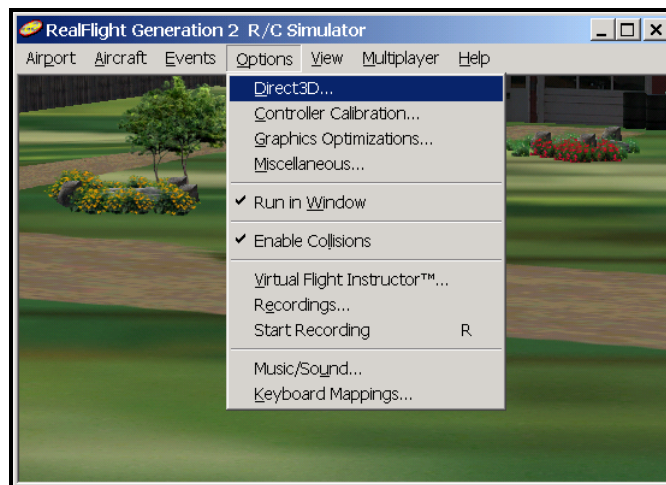 RealFlight Generation 2 R/C Simulator
Airport Aircraft Events Options View Multiplayer Help
Direct3D...
Controller Calibration...
Graphics Optimizations...
Miscellaneous...
✔ Run in Window
✔ Enable Collisions
Virtual Flight Instructor™...
Recordings...
Start Recording R
Music/Sound...
Keyboard Mappings...